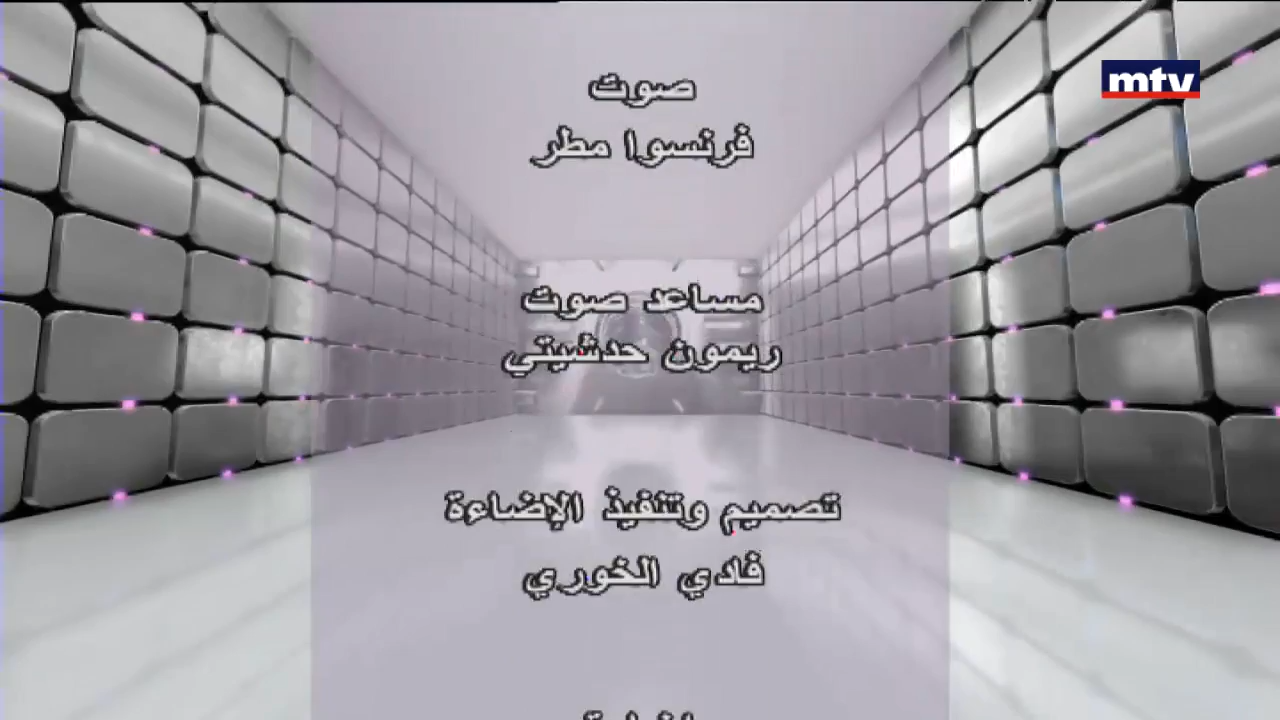 mtv
صوت
فرنسوا مطر
مساعد صوت
ريمون حدشيتي
تصميم وتنفيذ الإضاءة
فادي الخوري